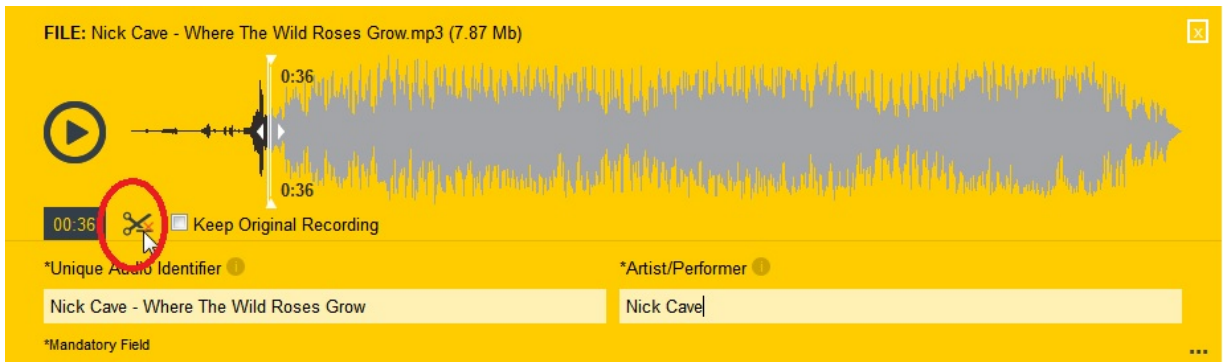 FILE: Nick Cave - Where The Wild Roses Grow.mp3 (7.87 Mb)
x
0:36
0:36
00:36 Keep Original Recording
*Unique Audio Identifier i
*Artist/Performer i
Nick Cave - Where The Wild Roses Grow
Nick Cave
*Mandatory Field
...